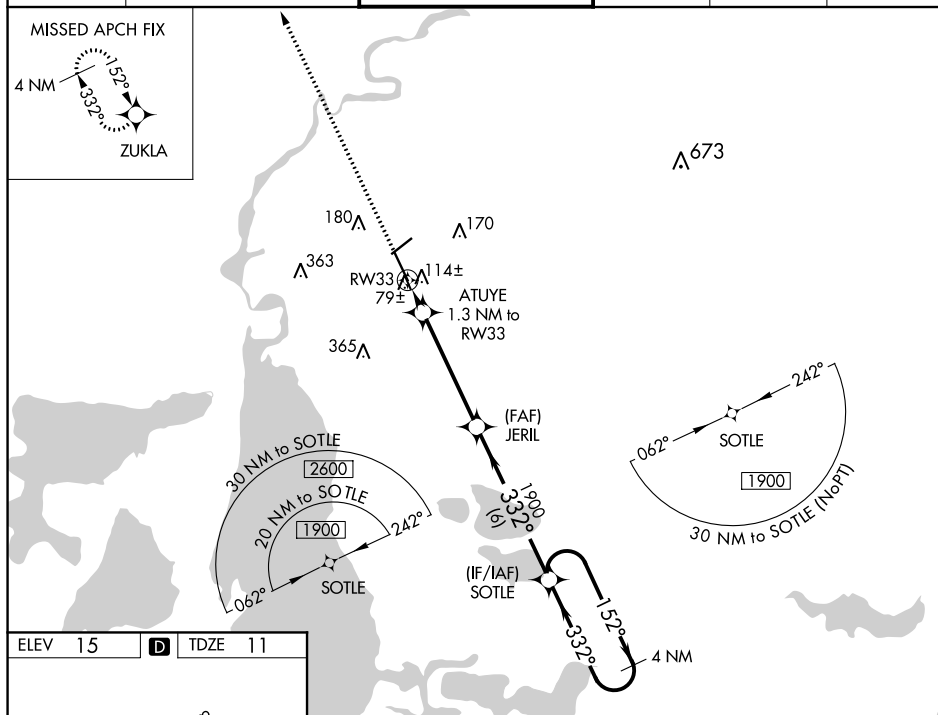 MISSED APCH FIX
4 NM
152°
332°
ZUKLA
673
180
170
363
RW33
114±
79±
ATUYE
1.3 NM to
RW33
365
(FAF)
JERIL
242°
062°
SOTLE
1900
30 NM to SOTLE (NoPT)
30 NM to SOTLE
2600
20 NM to SOTLE
1900
242°
062°
SOTLE
1900
332°
(6)
(IF/IAF)
SOTLE
152°
332°
4 NM
ELEV 15 D TDZE 11